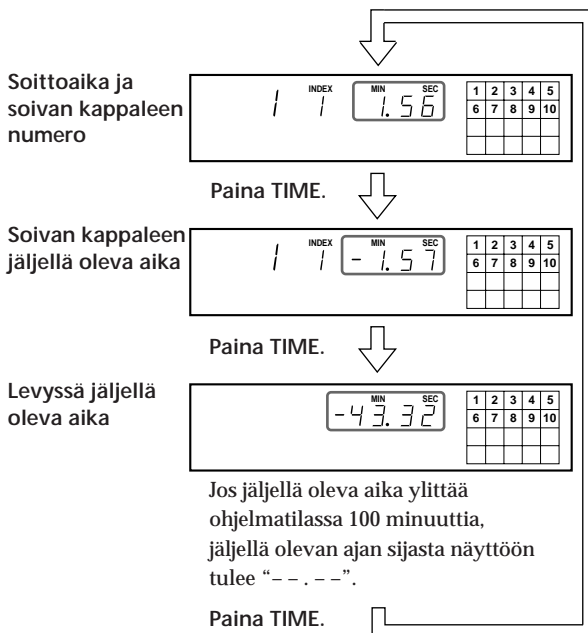 Soittoaika ja
soivan kappaleen
numero
1 INDEX 1 MIN 1. SEC 56
1 2 3 4 5
6 7 8 9 10
Paina TIME.
Soivan kappaleen
jäljellä oleva aika
1 INDEX 1 MIN – 1. SEC 57
1 2 3 4 5
6 7 8 9 10
Paina TIME.
Levyssä jäljellä
oleva aika
MIN –43. SEC 32
1 2 3 4 5
6 7 8 9 10
Jos jäljellä oleva aika ylittää
ohjelmatilassa 100 minuuttia,
jäljellä olevan ajan sijasta näyttöön
tulee “– – . – –”.
Paina TIME.